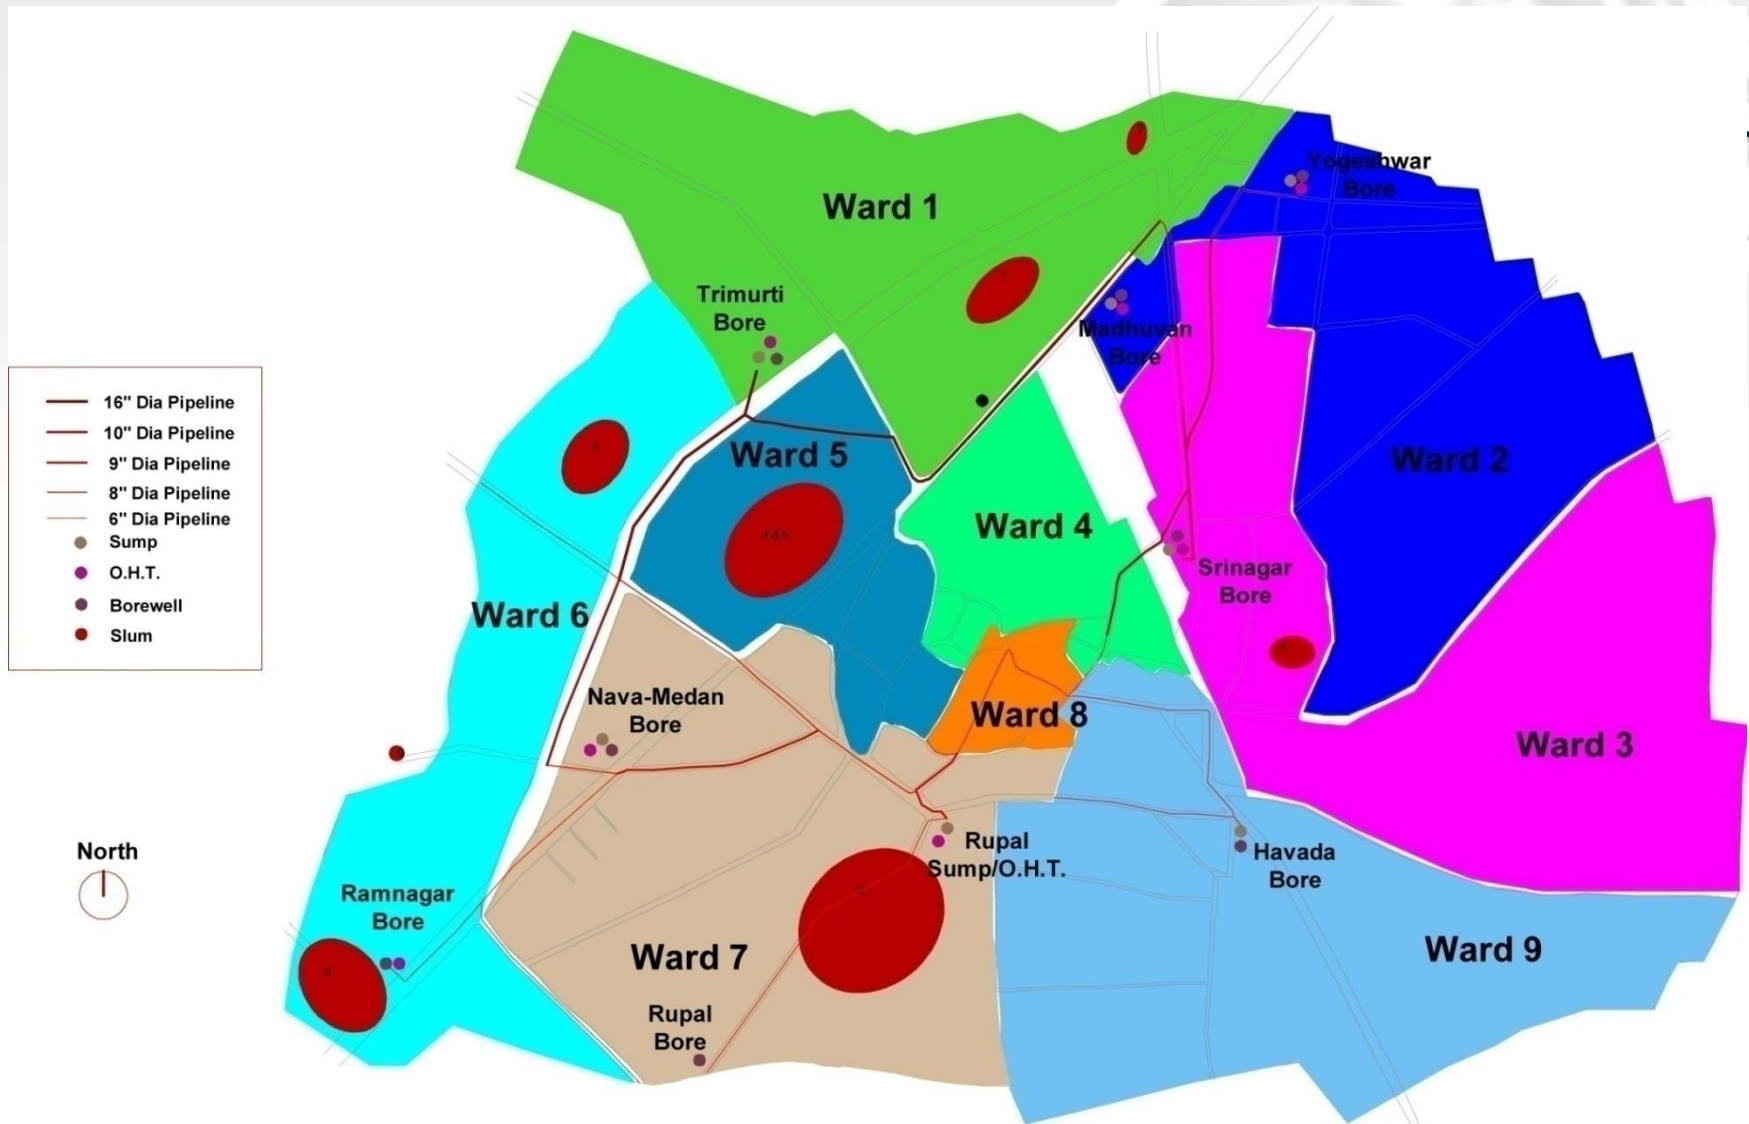 Yogeshwar
Bore
Ward 1
Trimurti
Bore
Madhuvan
Bore
16" Dia Pipeline
10" Dia Pipeline
9" Dia Pipeline
8" Dia Pipeline
6" Dia Pipeline
Sump
O.H.T.
Borewell
Slum
Ward 5
4 & 5
Ward 2
Ward 4
Srinagar
Bore
Ward 6
Nava-Medan
Bore
Ward 8
Ward 3
North
Rupal
Sump/O.H.T.
Havada
Bore
Ramnagar
Bore
Ward 7
Ward 9
Rupal
Bore